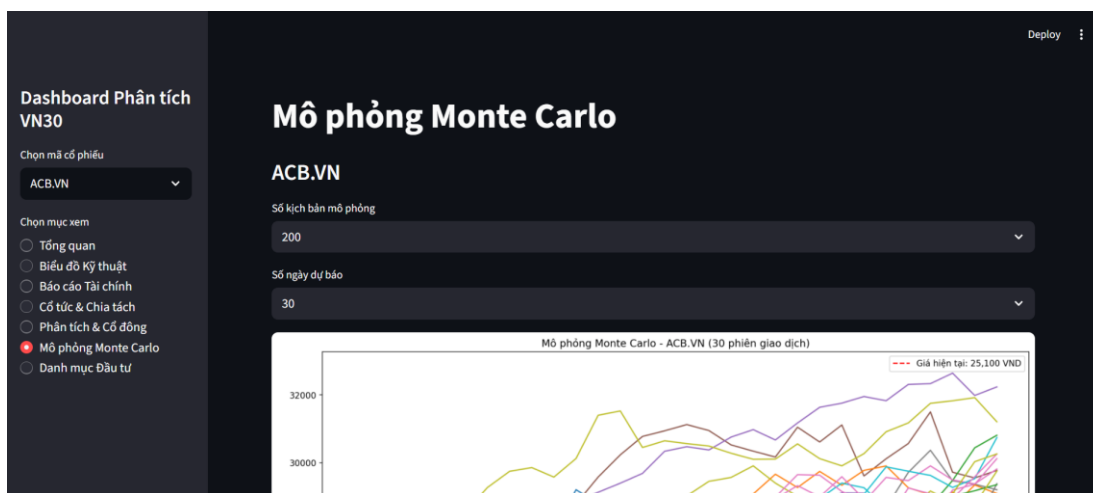 Deploy
Dashboard Phân tích
VN30
Chọn mã cổ phiếu
ACB.VN
Chọn mục xem
Tổng quan
Biểu đồ Kỹ thuật
Báo cáo Tài chính
Cổ tức & Chia tách
Phân tích & Cổ đông
Mô phỏng Monte Carlo
Danh mục Đầu tư
Mô phỏng Monte Carlo
ACB.VN
Số kịch bản mô phỏng
200
Số ngày dự báo
30
Mô phỏng Monte Carlo - ACB.VN (30 phiên giao dịch)
Giá hiện tại: 25,100 VND
32000
30000